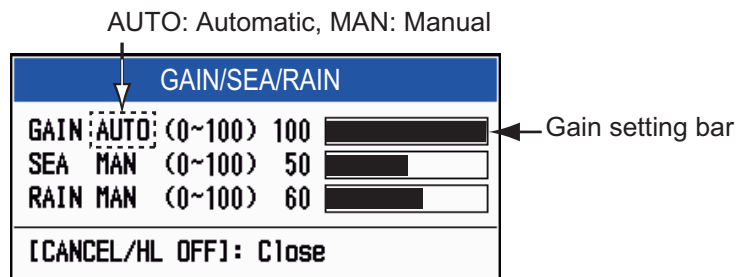 AUTO: Automatic, MAN: Manual
GAIN/SEA/RAIN
GAIN AUTO (0~100) 100
Gain setting bar
SEA MAN (0~100) 50
RAIN MAN (0~100) 60
[CANCEL/HL OFF]: Close